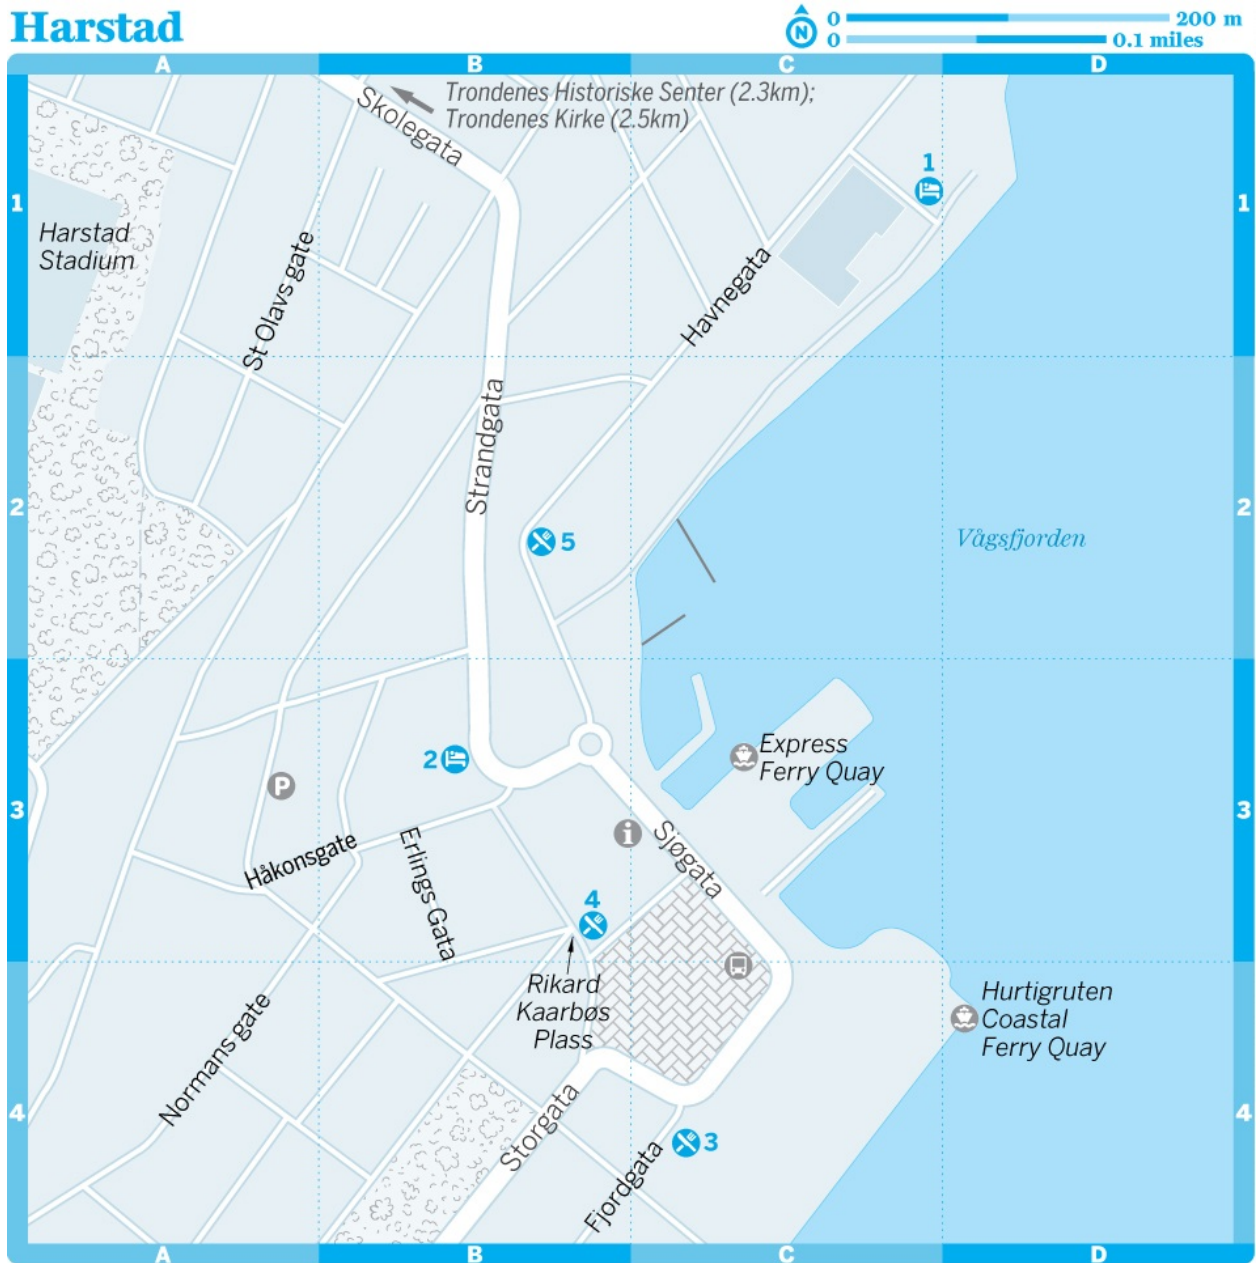 Harstad
N
0 200 m
0 0.1 miles
A B C D
Trondenes Historiske Senter (2.3km);
Trondenes Kirke (2.5km)
Skolegata
1
1 1
Harstad
Stadium
St Olavs gate
Havnegata
Strandgata
2 2
5
Vågsfjorden
2
Express
Ferry Quay
P
3 3
i
Sjøgata
Håkonsgate
Erlings Gata
4
Rikard
Kaarbøs
Plass
Hurtigruten
Coastal
Ferry Quay
Normans gate
4 4
Storgata
3
Fjordgata
A B C D